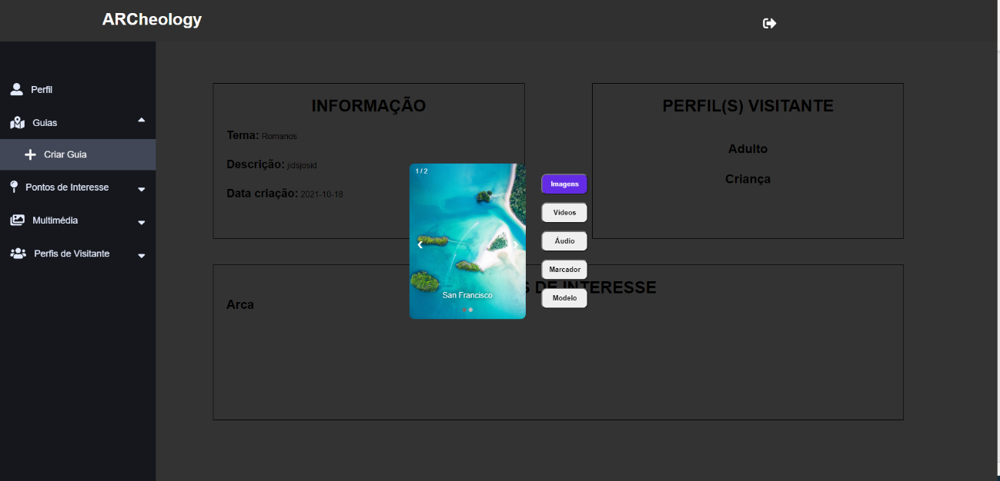 ARCheology
Perfil
Guias
Criar Guia
Pontos de Interesse
Multimédia
Perfis de Visitante
INFORMAÇÃO
Tema: Romanos
Descrição: jidsjosid
Data criação: 2021-10-18
PERFIL(S) VISITANTE
Adulto
Criança
1 / 2
San Francisco
Imagens
Vídeos
Áudio
Marcador
Modelo
DE INTERESSE
Arca